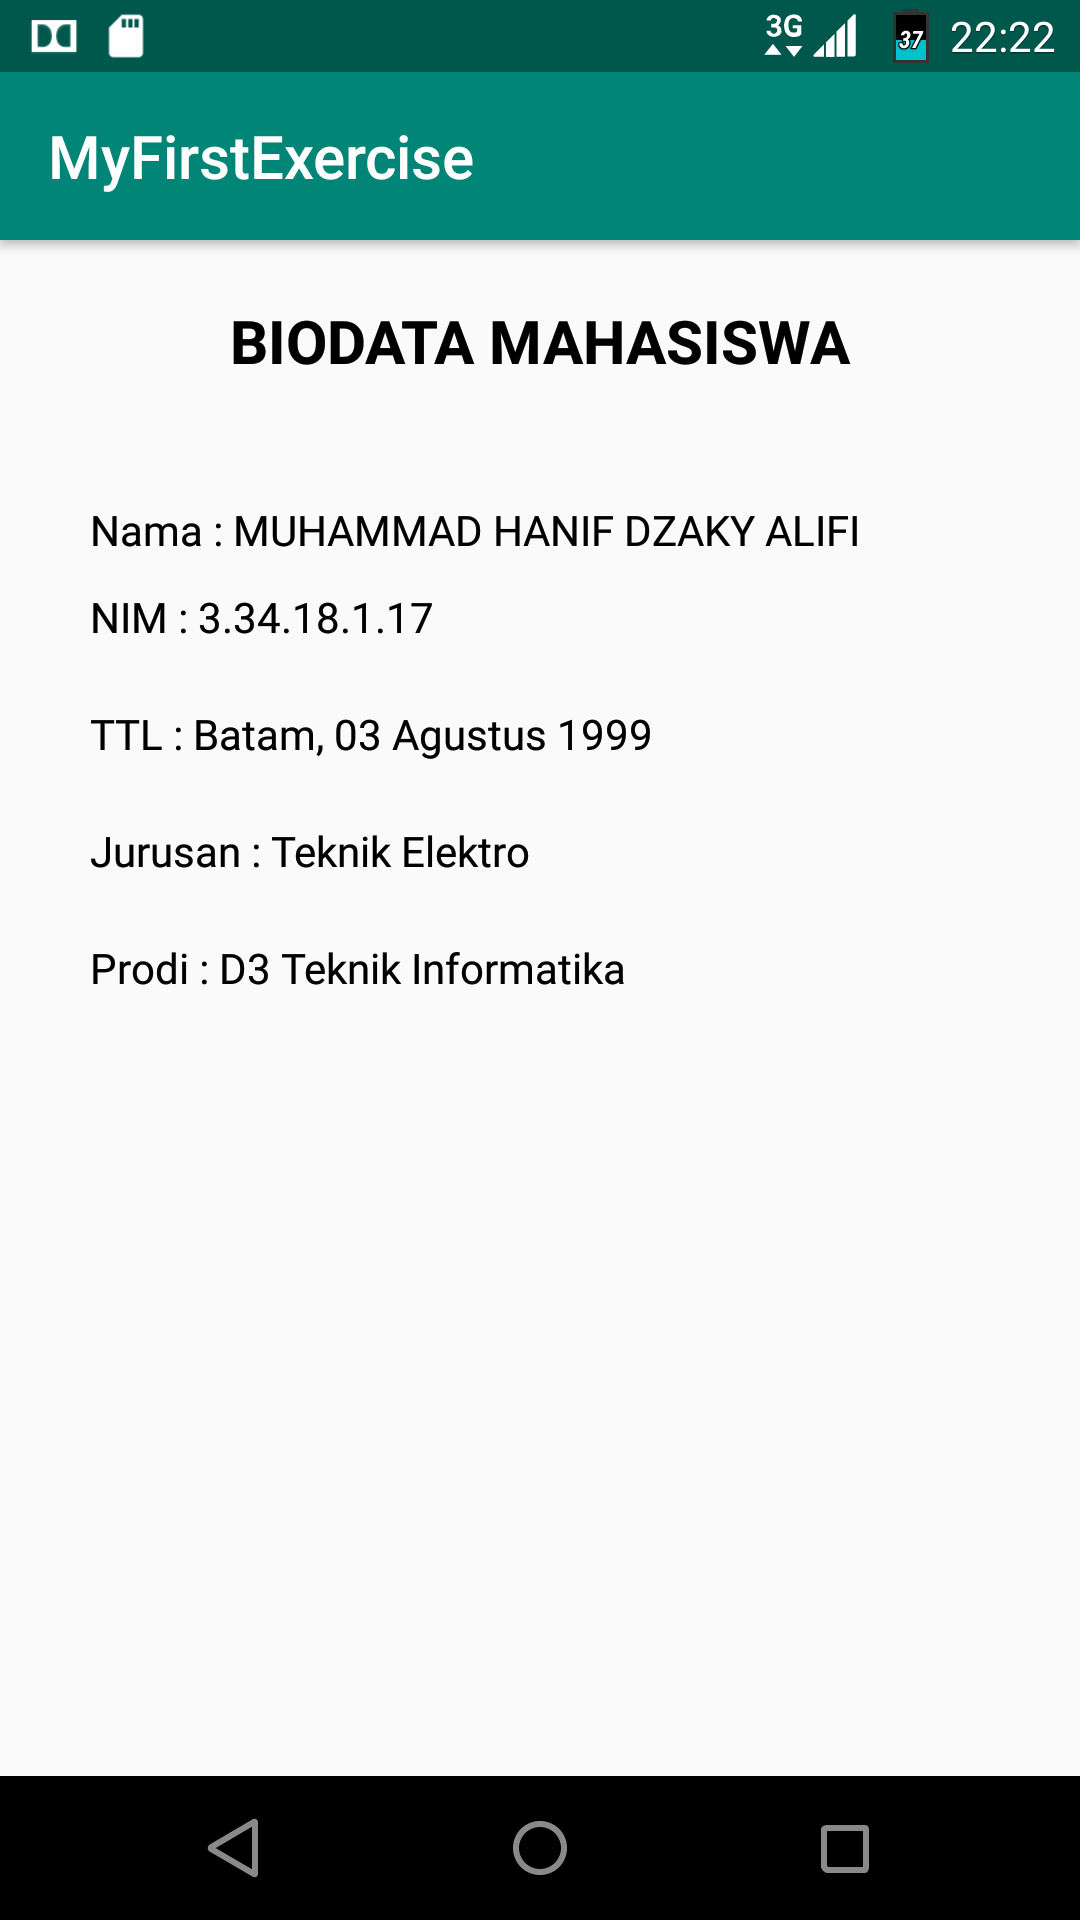 3G 37 22:22
MyFirstExercise
BIODATA MAHASISWA
Nama : MUHAMMAD HANIF DZAKY ALIFI
NIM : 3.34.18.1.17
TTL : Batam, 03 Agustus 1999
Jurusan : Teknik Elektro
Prodi : D3 Teknik Informatika